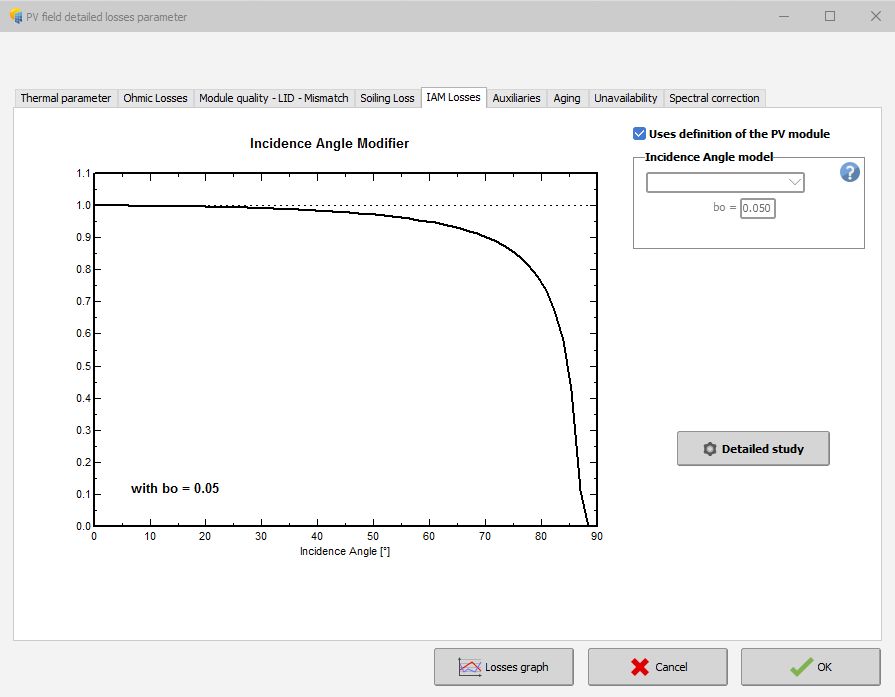 PV field detailed losses parameter
Thermal parameter Ohmic Losses Module quality - LID - Mismatch Soiling Loss IAM Losses Auxiliaries Aging Unavailability Spectral correction
Incidence Angle Modifier
1.1
1.0
0.9
0.8
0.7
0.6
0.5
0.4
0.3
0.2
0.1
0.0
with bo = 0.05
0 10 20 30 40 50 60 70 80 90
Incidence Angle [°]
Uses definition of the PV module
Incidence Angle model
?
bo = 0.050
Detailed study
Losses graph Cancel OK